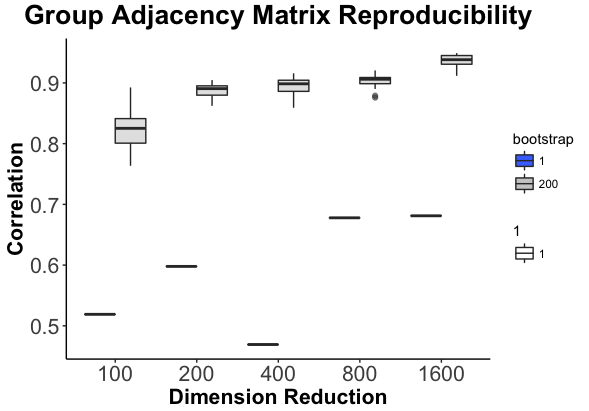 Group Adjacency Matrix Reproducibility
Correlation
0.9
0.8
0.7
0.6
0.5
100 200 400 800 1600
Dimension Reduction
bootstrap
1
200
1
1